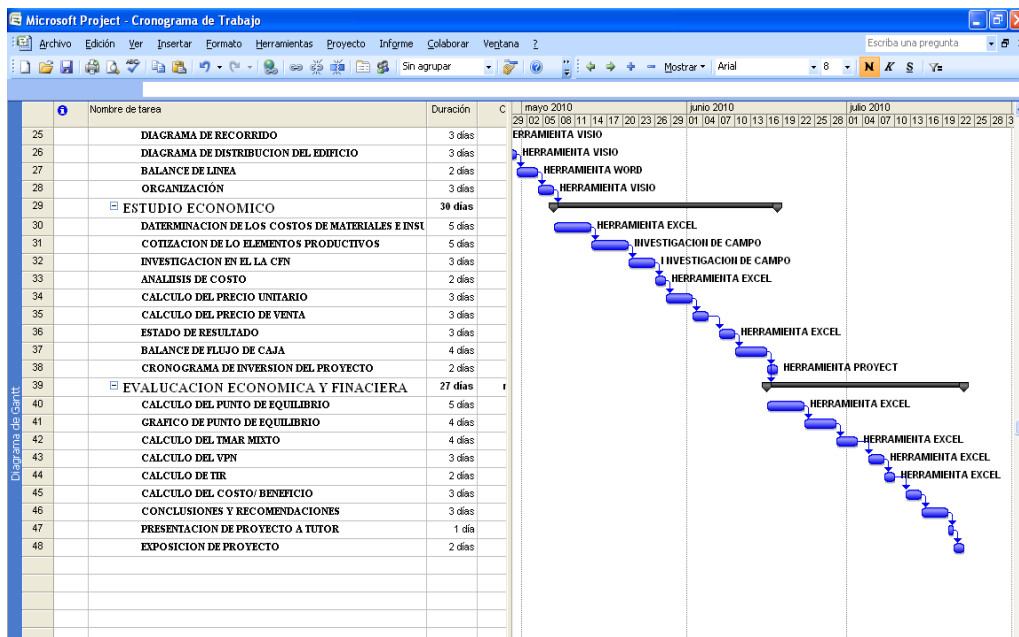 Microsoft Project - Cronograma de Trabajo
Archivo Edición Ver Insertar Formato Herramientas Proyecto Informe Colaborar Ventana ? Escriba una pregunta
Sin agrupar Mostrar Arial 8 N K S
Nombre de tarea Duración C mayo 2010 junio 2010 julio 2010
29 02 05 08 11 14 17 20 23 26 29 01 04 07 10 13 16 19 22 25 28 01 04 07 10 13 16 19 22 25 28 3
25 DIAGRAMA DE RECORRIDO 3 días ERRAMIENTA VISIO
26 DIAGRAMA DE DISTRIBUCION DEL EDIFICIO 3 días HERRAMIENTA VISIO
27 BALANCE DE LINEA 2 días HERRAMIENTA WORD
28 ORGANIZACIÓN 3 días HERRAMIENTA VISIO
29 ESTUDIO ECONOMICO 30 días
30 DATERMINACION DE LOS COSTOS DE MATERIALES E INSU 5 días HERRAMIENTA EXCEL
31 COTIZACION DE LO ELEMENTOS PRODUCTIVOS 5 días INVESTIGACION DE CAMPO
32 INVESTIGACION EN EL LA CFN 3 días I NVESTIGACION DE CAMPO
33 ANALIISIS DE COSTO 2 días HERRAMIENTA EXCEL
34 CALCULO DEL PRECIO UNITARIO 3 días
35 CALCULO DEL PRECIO DE VENTA 3 días
36 ESTADO DE RESULTADO 3 días HERRAMIENTA EXCEL
37 BALANCE DE FLUJO DE CAJA 4 días
38 CRONOGRAMA DE INVERSION DEL PROYECTO 2 días HERRAMIENTA PROYECT
39 EVALUCACION ECONOMICA Y FINACIERA 27 días
40 CALCULO DEL PUNTO DE EQUILIBRIO 5 días HERRAMIENTA EXCEL
41 GRAFICO DE PUNTO DE EQUILIBRIO 4 días
42 CALCULO DEL TMAR MIXTO 4 días HERRAMIENTA EXCEL
43 CALCULO DEL VPN 3 días HERRAMIENTA EXCEL
44 CALCULO DE TIR 2 días HERRAMIENTA EXCEL
45 CALCULO DEL COSTO/ BENEFICIO 3 días
46 CONCLUSIONES Y RECOMENDACIONES 3 días
47 PRESENTACION DE PROYECTO A TUTOR 1 día
48 EXPOSICION DE PROYECTO 2 días
Diagrama de Gantt